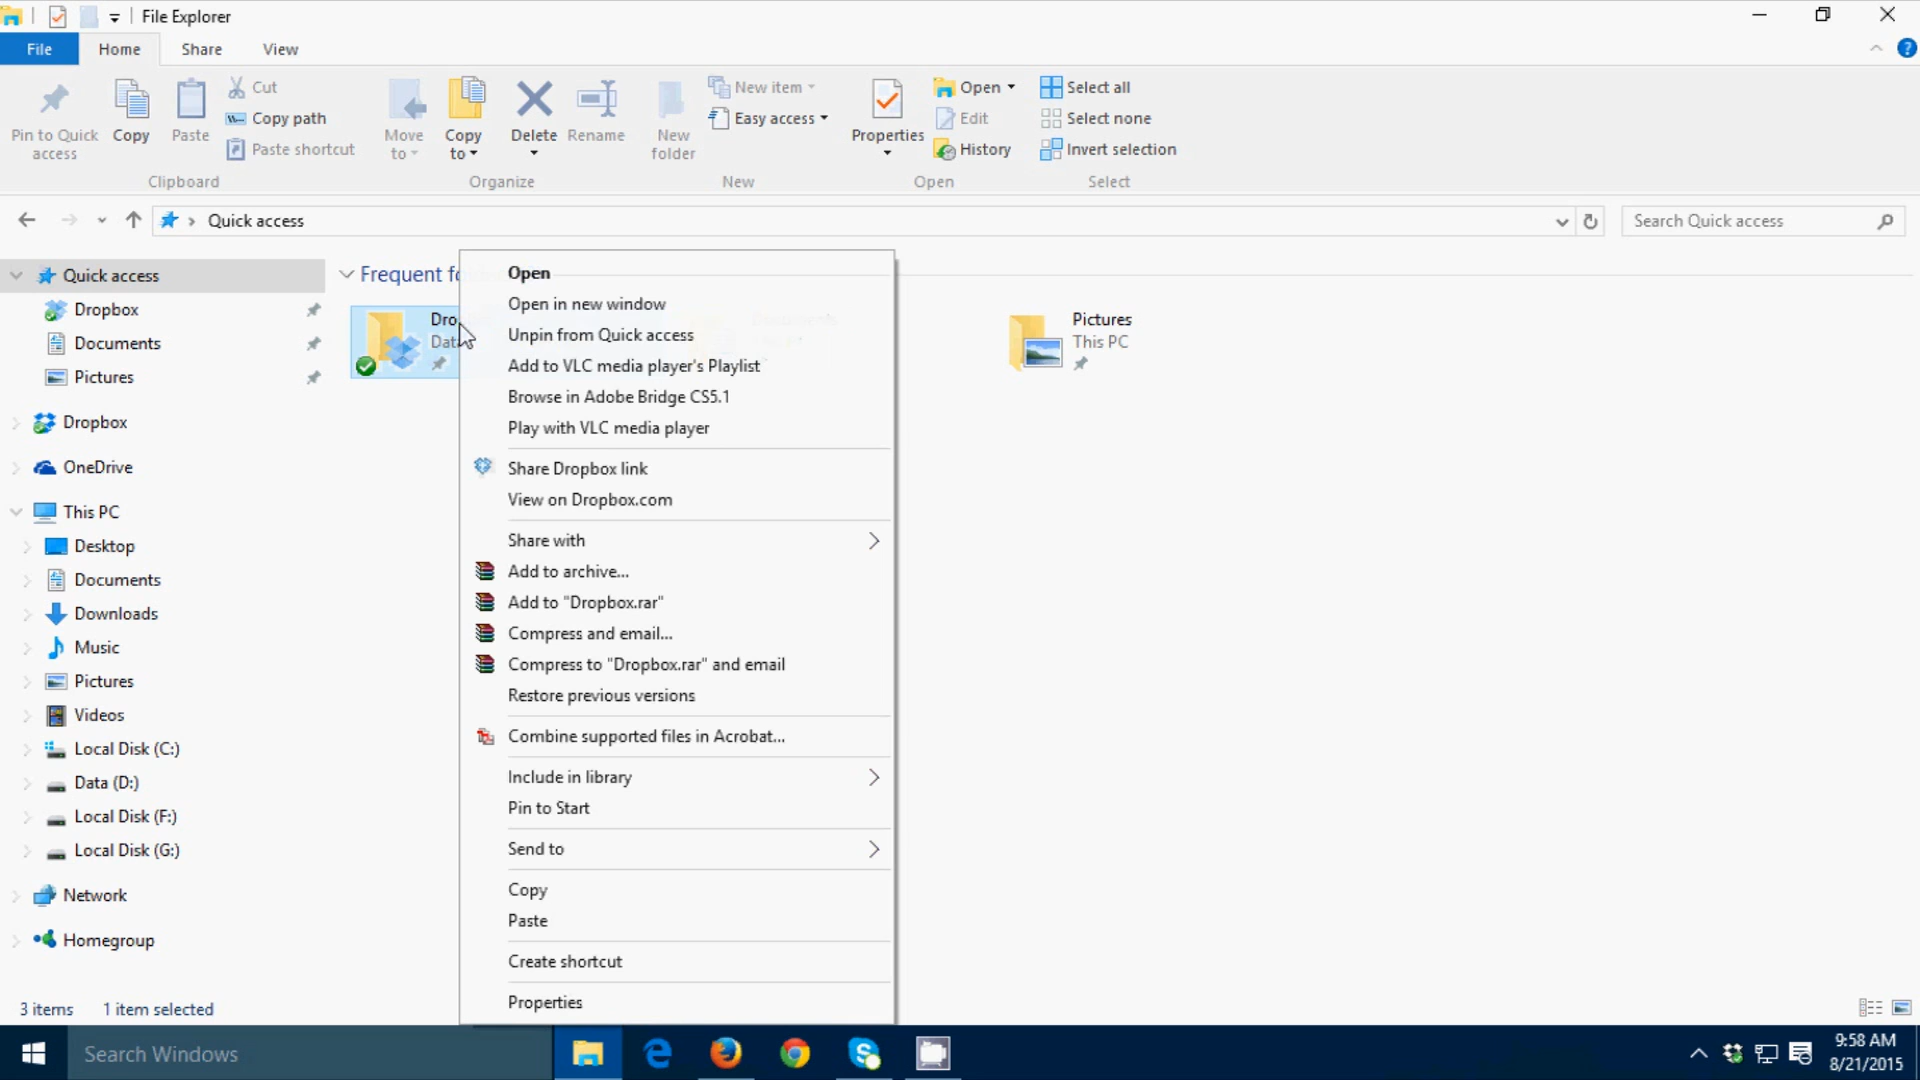 File Explorer
File Home Share View
Pin to Quick access
Copy
Paste
Cut
Copy path
Paste shortcut
Clipboard
Move to
Copy to
Delete
Rename
Organize
New folder
New item
Easy access
New
Properties
Open
Edit
History
Open
Select all
Select none
Invert selection
Select
Quick access
Search Quick access
Quick access
Dropbox
Documents
Pictures
Dropbox
OneDrive
This PC
Desktop
Documents
Downloads
Music
Pictures
Videos
Local Disk (C:)
Data (D:)
Local Disk (F:)
Local Disk (G:)
Network
Homegroup
Frequent
Pictures
This PC
Open
Open in new window
Unpin from Quick access
Add to VLC media player's Playlist
Browse in Adobe Bridge CS5.1
Play with VLC media player
Share Dropbox link
View on Dropbox.com
Share with
Add to archive...
Add to "Dropbox.rar"
Compress and email...
Compress to "Dropbox.rar" and email
Restore previous versions
Combine supported files in Acrobat...
Include in library
Pin to Start
Send to
Copy
Paste
Create shortcut
Properties
3 items 1 item selected
Search Windows
9:58 AM
8/21/2015